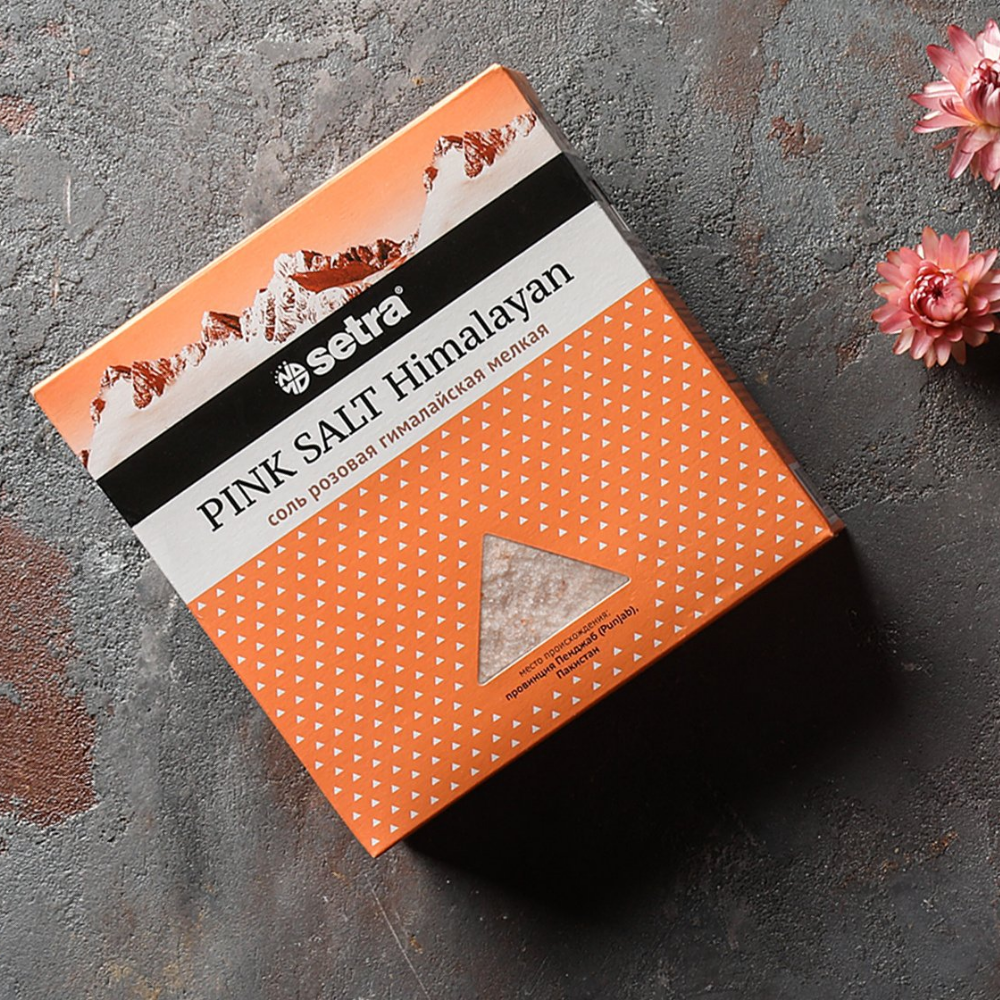 setra®
PINK SALT Himalayan
соль розовая гималайская мелкая
место происхождения:
провинция Пенджаб (Punjab),
Пакистан